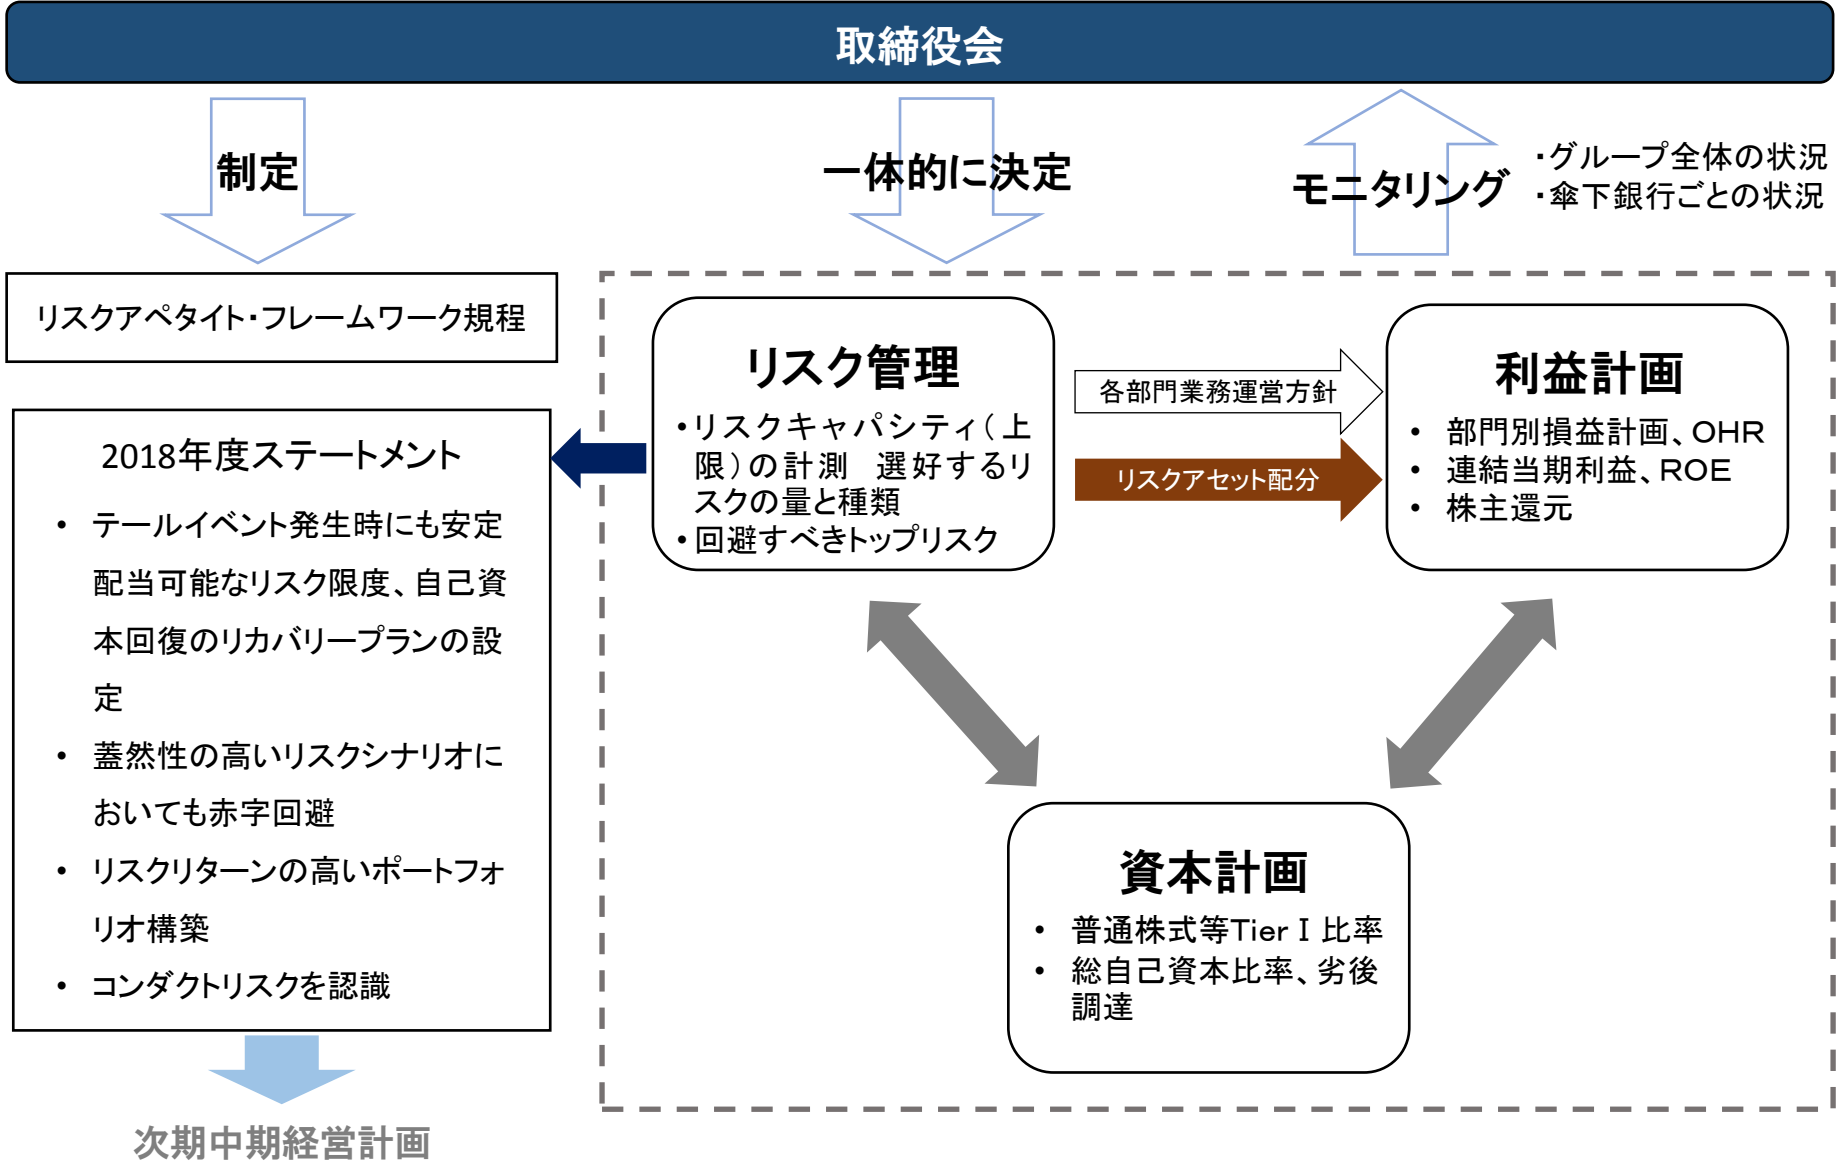 取締役会
制定
一体的に決定
モニタリング
・グループ全体の状況
・傘下銀行ごとの状況
リスクアペタイト・フレームワーク規程
2018年度ステートメント
• テールイベント発生時にも安定
配当可能なリスク限度、自己資
本回復のリカバリープランの設
定
• 蓋然性の高いリスクシナリオに
おいても赤字回避
• リスクリターンの高いポートフォ
リオ構築
• コンダクトリスクを認識
次期中期経営計画
リスク管理
・リスクキャパシティ（上
限）の計測　選好するリ
スクの量と種類
・回避すべきトップリスク
各部門業務運営方針
リスクアセット配分
利益計画
• 部門別損益計画、OHR
• 連結当期利益、ROE
• 株主還元
資本計画
• 普通株式等TierⅠ比率
• 総自己資本比率、劣後
調達